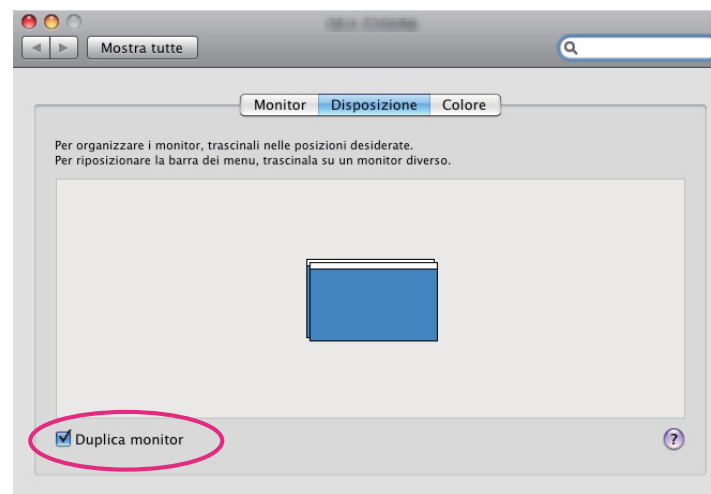 Mostra tutte
Monitor Disposizione Colore
Per organizzare i monitor, trascinali nelle posizioni desiderate.
Per riposizionare la barra dei menu, trascinala su un monitor diverso.
Duplica monitor
?